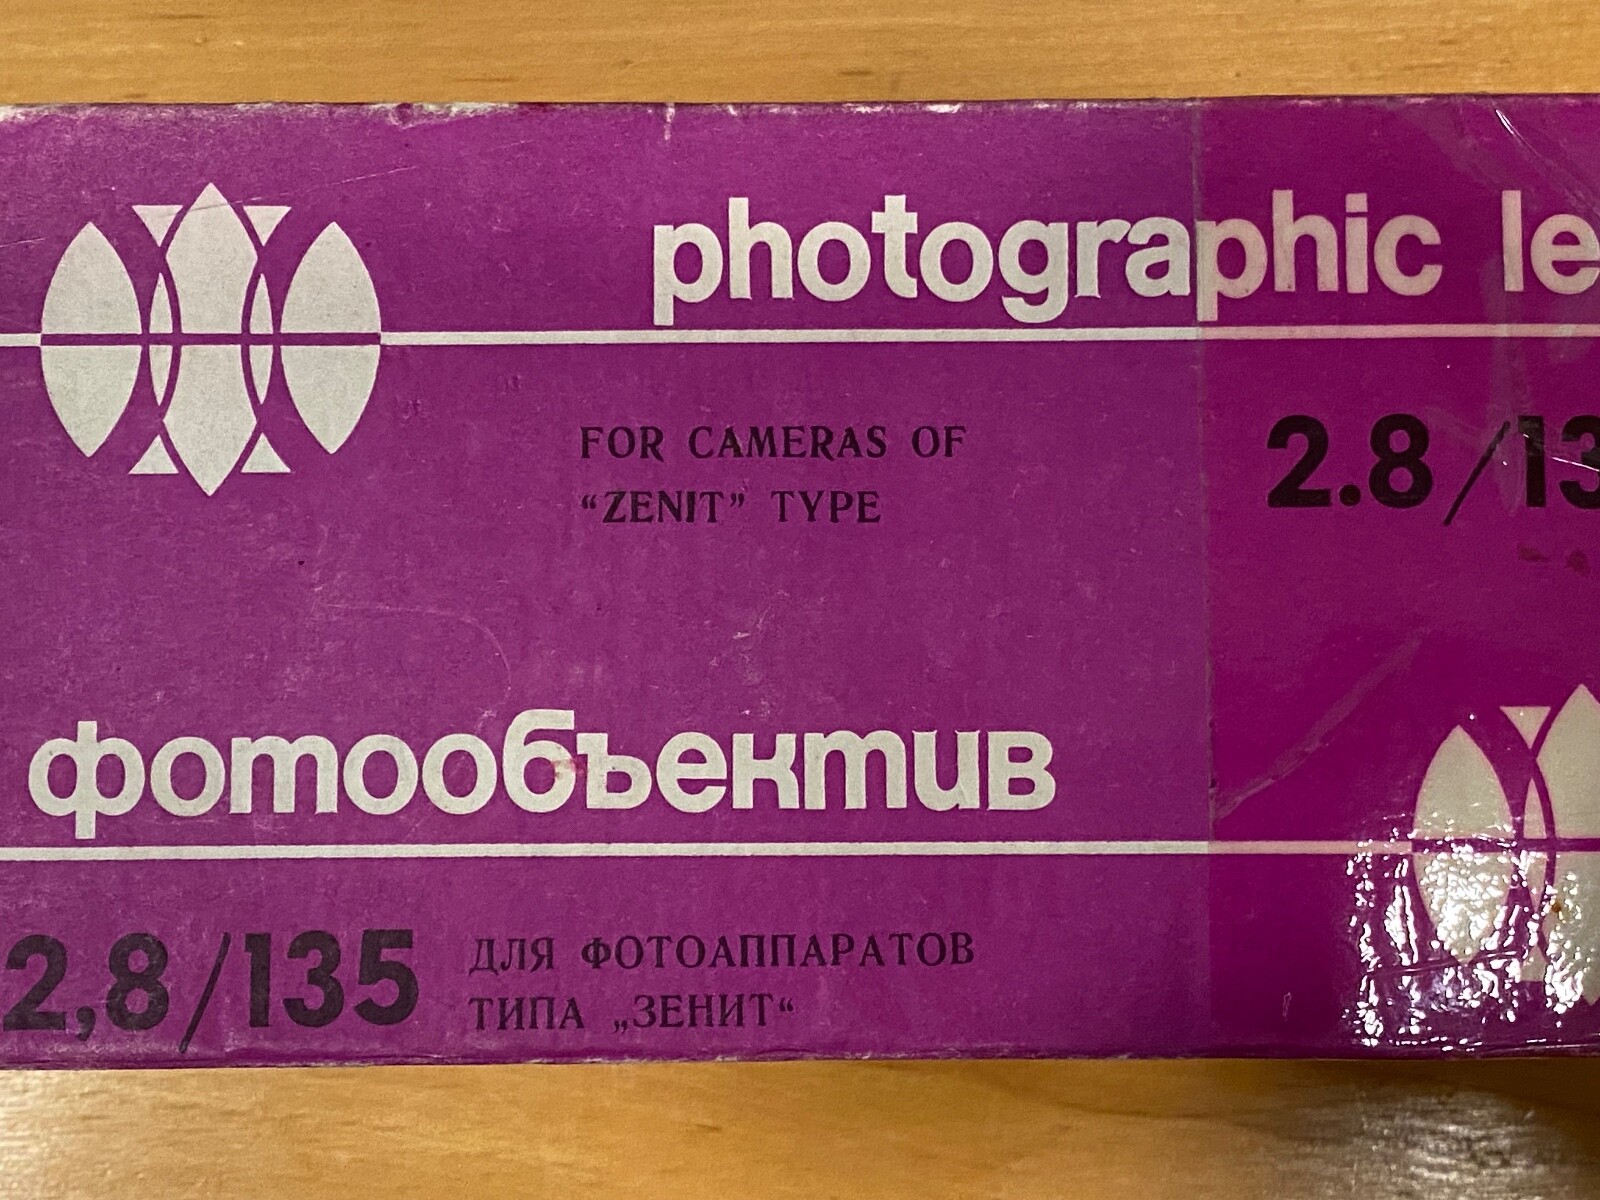 photographic le
FOR CAMERAS OF
“ZENIT” TYPE
2.8/13
фотообъектив
2,8/135
ДЛЯ ФОТОАППАРАТОВ
ТИПА „ЗЕНИТ“